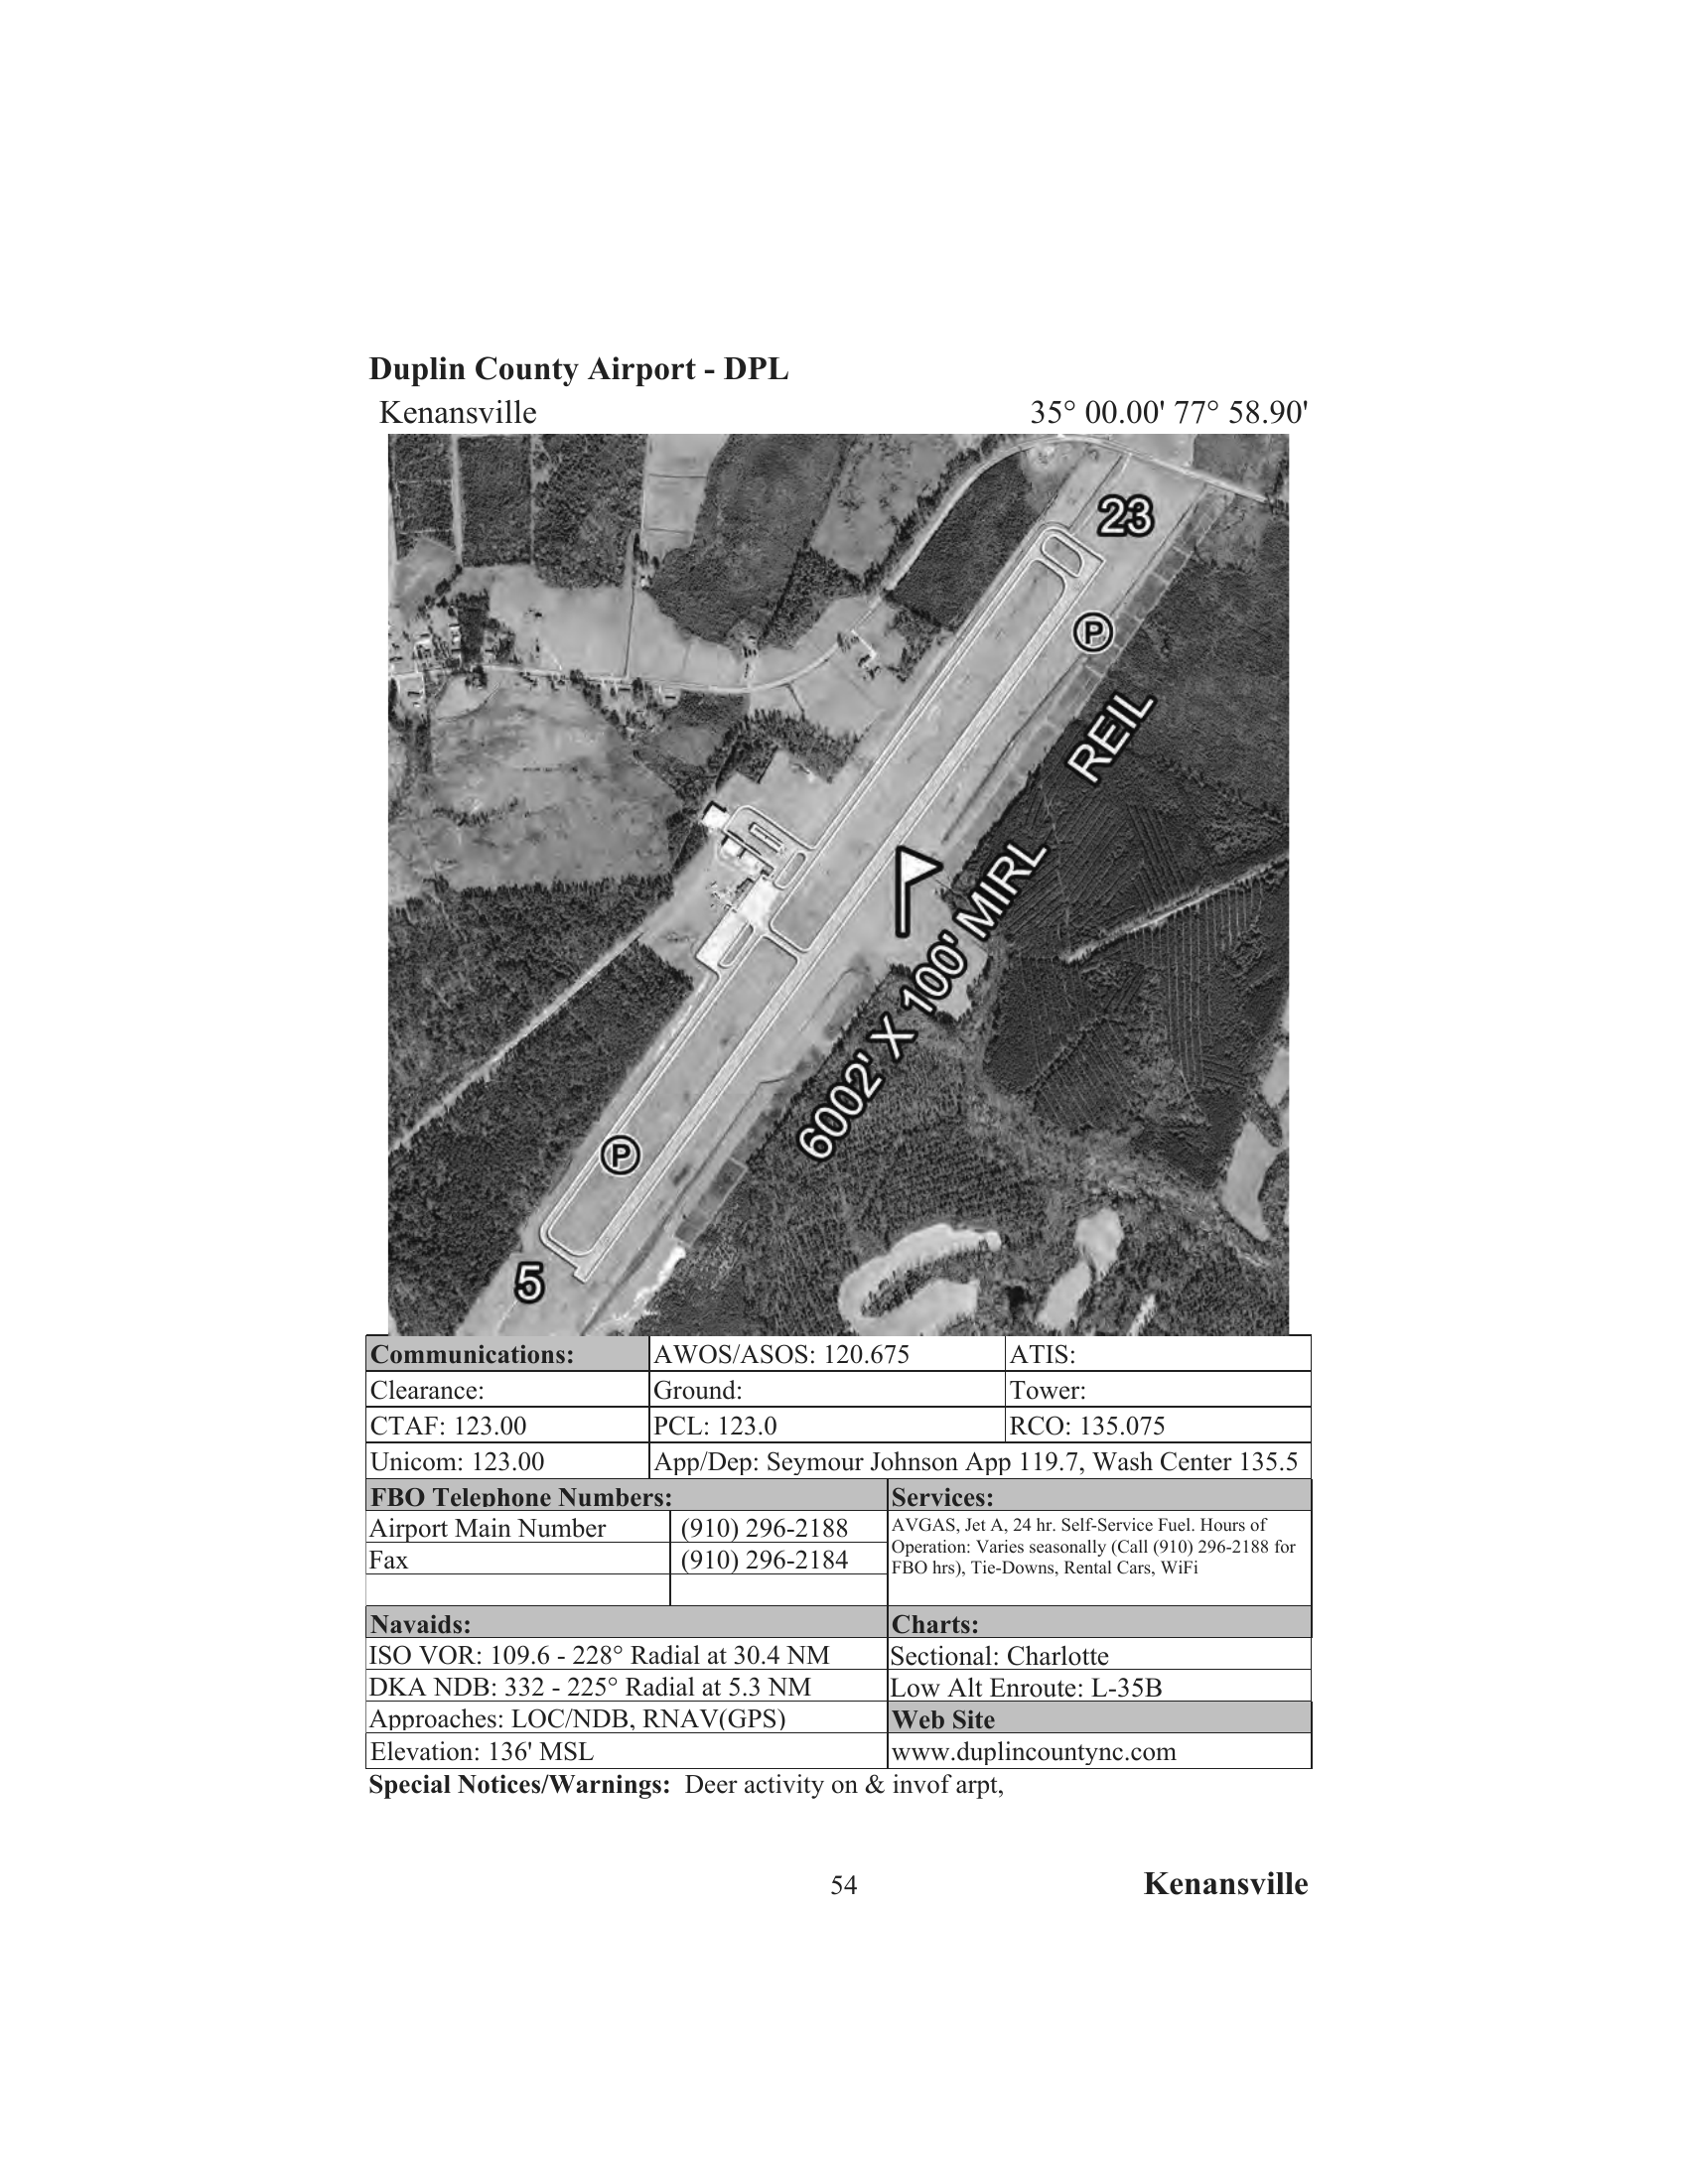 Duplin County Airport - DPL
Kenansville 35° 00.00' 77° 58.90'
23
P
REIL
6002' X 100' MIRL
P
5
Communications: AWOS/ASOS: 120.675 ATIS:
Clearance: Ground: Tower:
CTAF: 123.00 PCL: 123.0 RCO: 135.075
Unicom: 123.00 App/Dep: Seymour Johnson App 119.7, Wash Center 135.5
FBO Telephone Numbers: Services:
Airport Main Number (910) 296-2188
Fax (910) 296-2184
AVGAS, Jet A, 24 hr. Self-Service Fuel. Hours of
Operation: Varies seasonally (Call (910) 296-2188 for
FBO hrs), Tie-Downs, Rental Cars, WiFi
Navaids: Charts:
ISO VOR: 109.6 - 228° Radial at 30.4 NM Sectional: Charlotte
DKA NDB: 332 - 225° Radial at 5.3 NM Low Alt Enroute: L-35B
Approaches: LOC/NDB, RNAV(GPS) Web Site
Elevation: 136' MSL www.duplincountync.com
Special Notices/Warnings: Deer activity on & invof arpt,
54 Kenansville